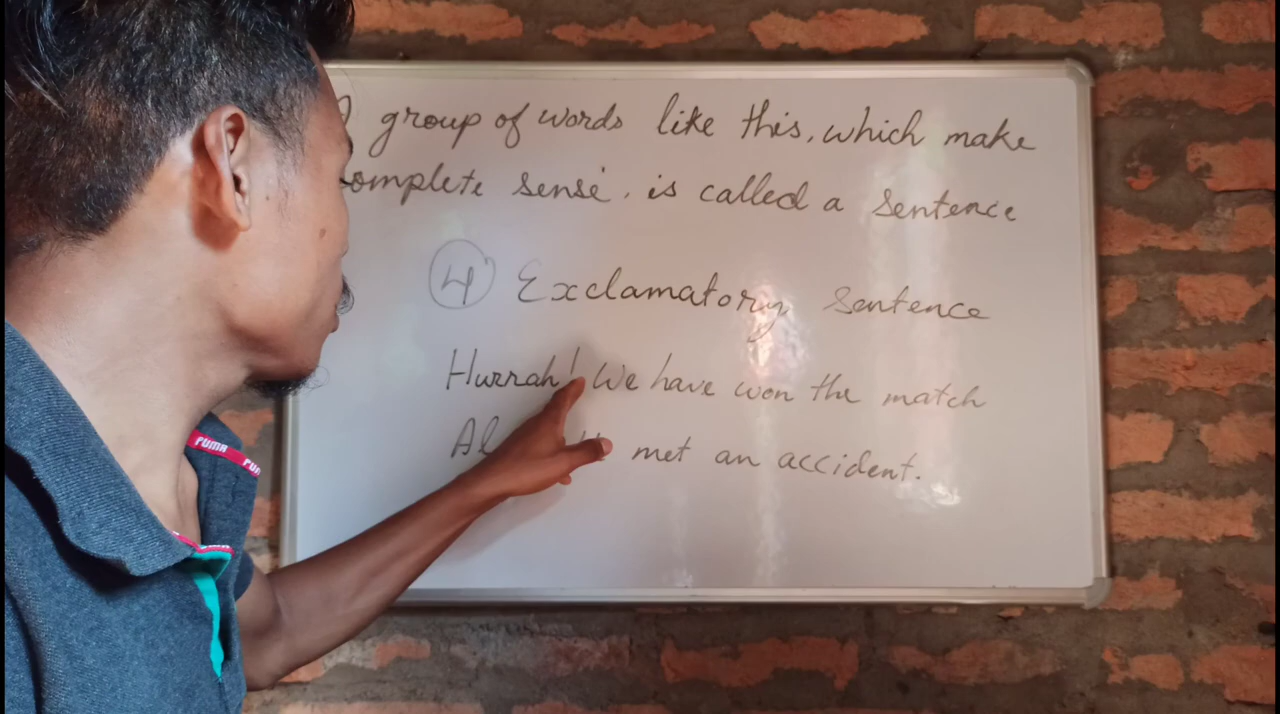 group of words like this, which make
complete sense, is called a sentence
4 Exclamatory sentence
Hurrah! We have won the match
met an accident.
PUMA